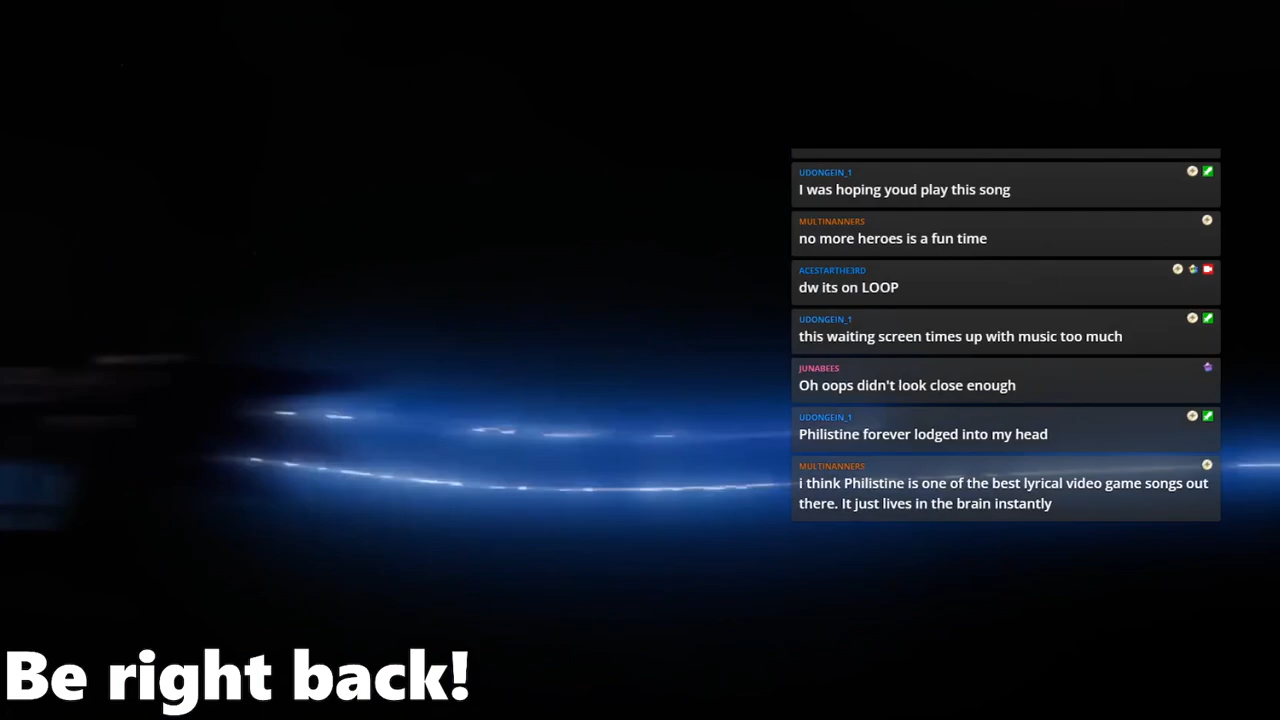 UDONGEIN_1
I was hoping youd play this song
MULTINANNERS
no more heroes is a fun time
ACESTARTHE3RD
dw its on LOOP
UDONGEIN_1
this waiting screen times up with music too much
JUNABEES
Oh oops didn't look close enough
UDONGEIN_1
Philistine forever lodged into my head
MULTINANNERS
i think Philistine is one of the best lyrical video game songs out
there. It just lives in the brain instantly
Be right back!